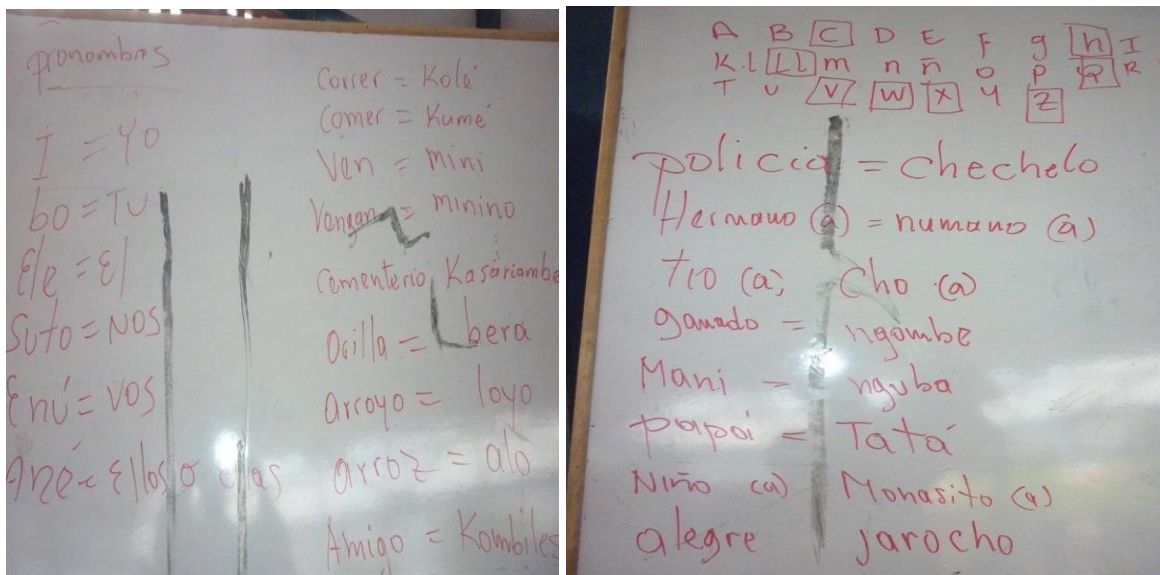 pronombres
I = yo
bo = TU
Ele = El
Suto = NOS
Enú = VOS
Ané = Ellos o Ellas
Correr = Kolé
Comer = Kumé
Ven = mini
Vengan = minino
Cementerio Kasariambe
Orilla = bera
arroyo = loyo
arroz = alo
Amigo = Kombiles
A B C D E F g h I
K. l Ll m n ñ o p Q R
T u V W X y Z
policia = Chechelo
Hermano (a) = numano (a)
tio (a); Cho (a)
ganado = ngombe
Mani = nguba
papá = Tatá
Niño (a) Monasito (a)
alegre jarocho